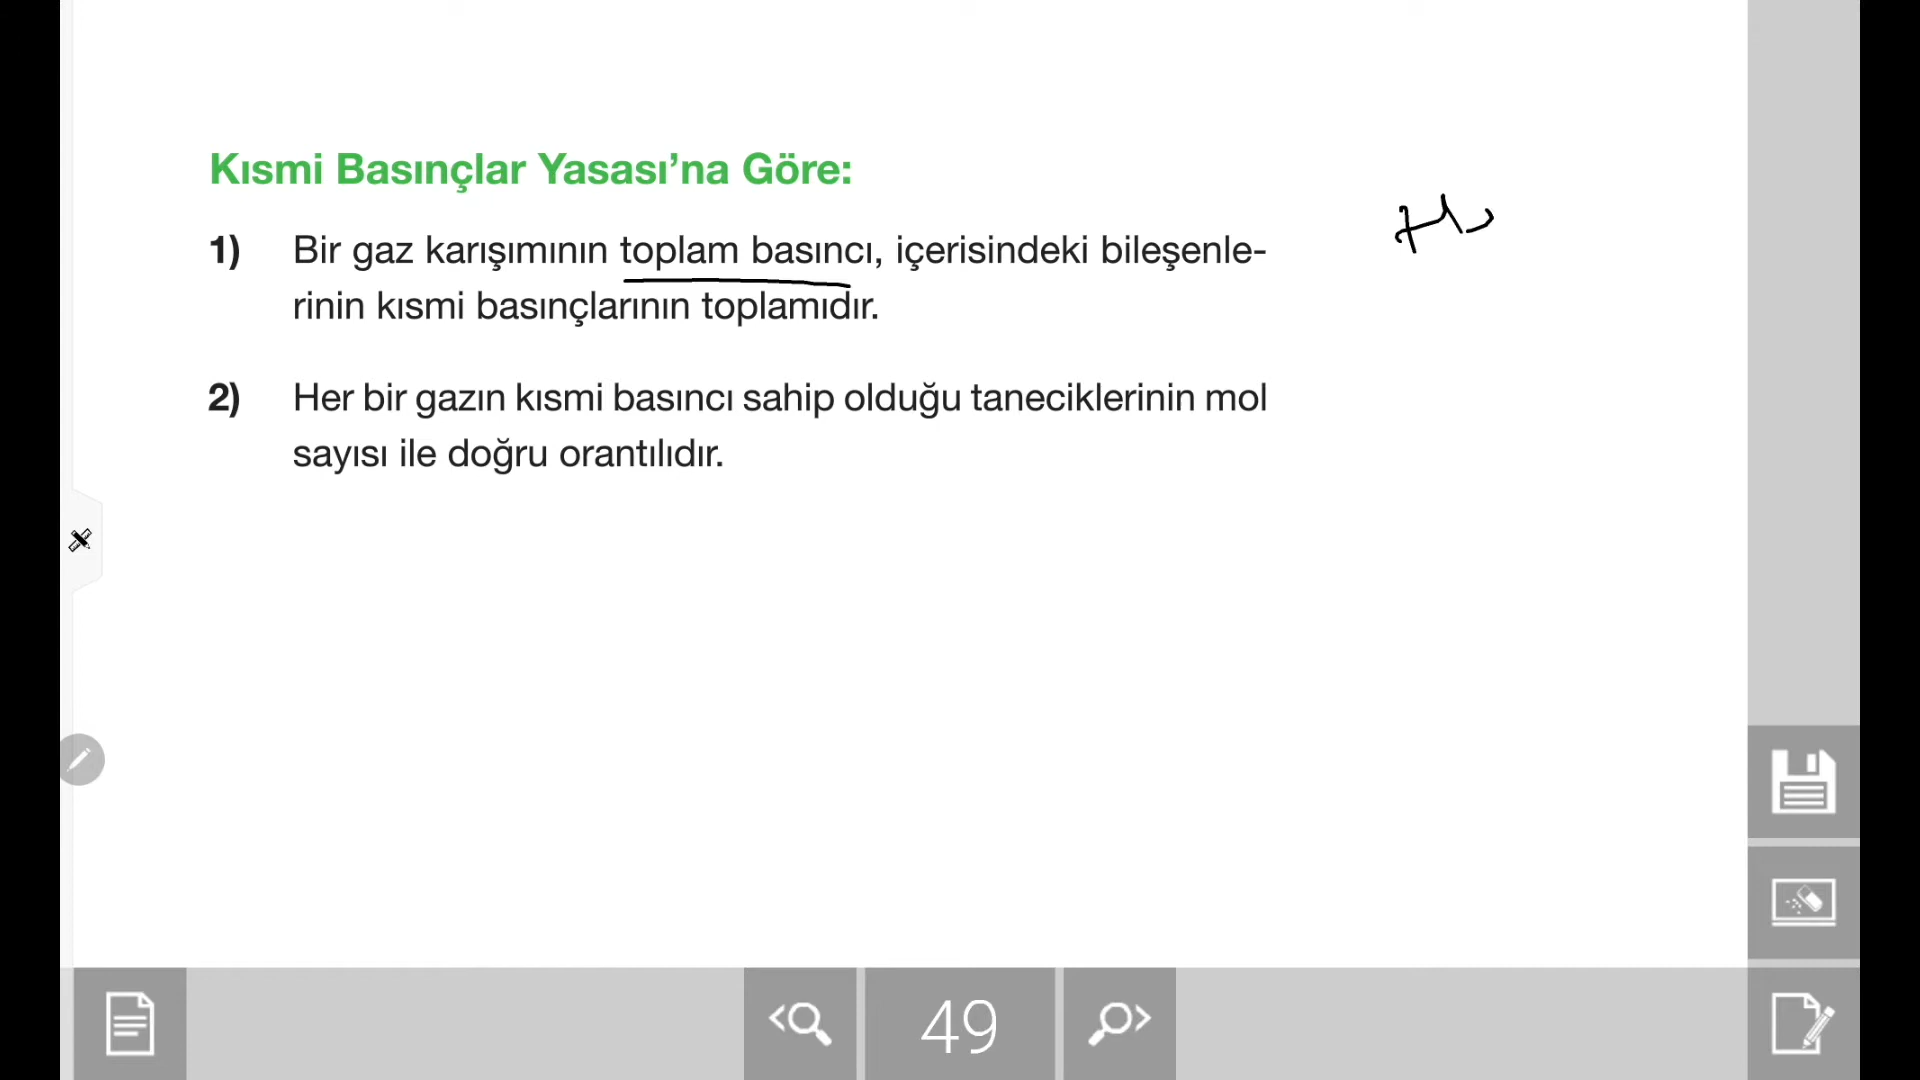 Kısmi Basınçlar Yasası’na Göre:
1) Bir gaz karışımının toplam basıncı, içerisindeki bileşenle-
rinin kısmi basınçlarının toplamıdır.
2) Her bir gazın kısmi basıncı sahip olduğu taneciklerinin mol
sayısı ile doğru orantılıdır.
49